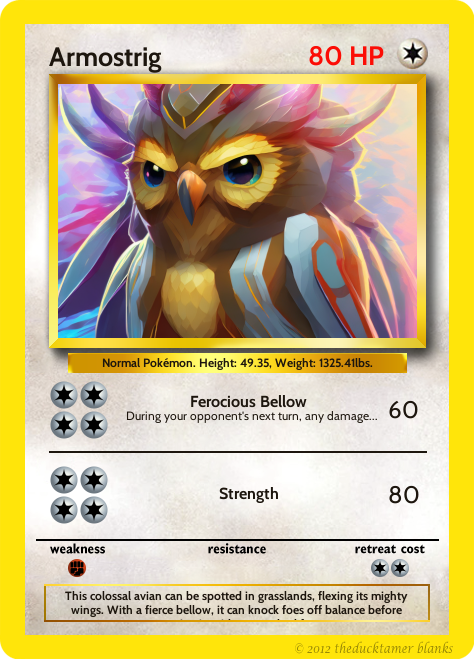 Armostrig
80 HP
Normal Pokémon. Height: 49.35, Weight: 1325.41lbs.
Ferocious Bellow
During your opponent's next turn, any damage...
60
Strength
80
weakness
resistance
retreat cost
This colossal avian can be spotted in grasslands, flexing its mighty
wings. With a fierce bellow, it can knock foes off balance before
© 2012 theducktamer blanks